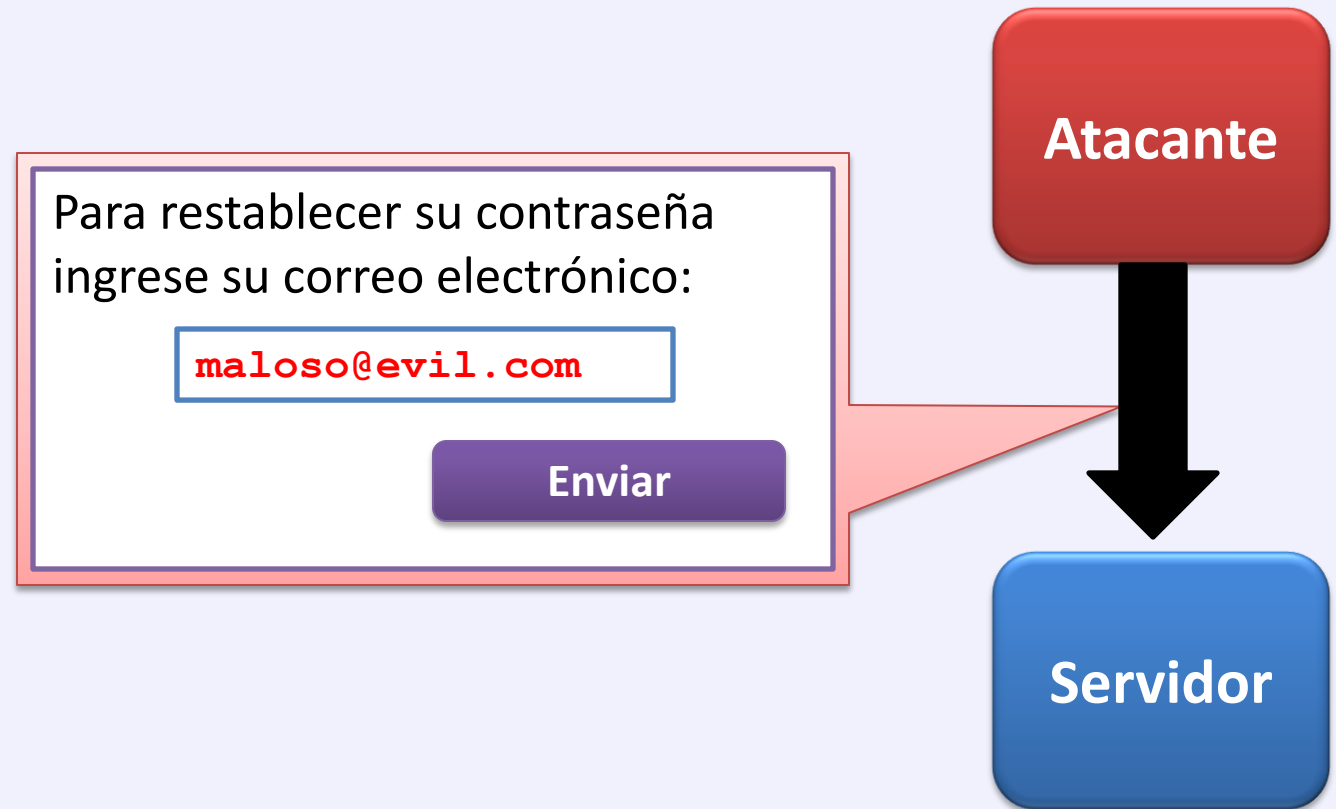 Atacante
Para restablecer su contraseña
ingrese su correo electrónico:
maloso@evil.com
Enviar
Servidor